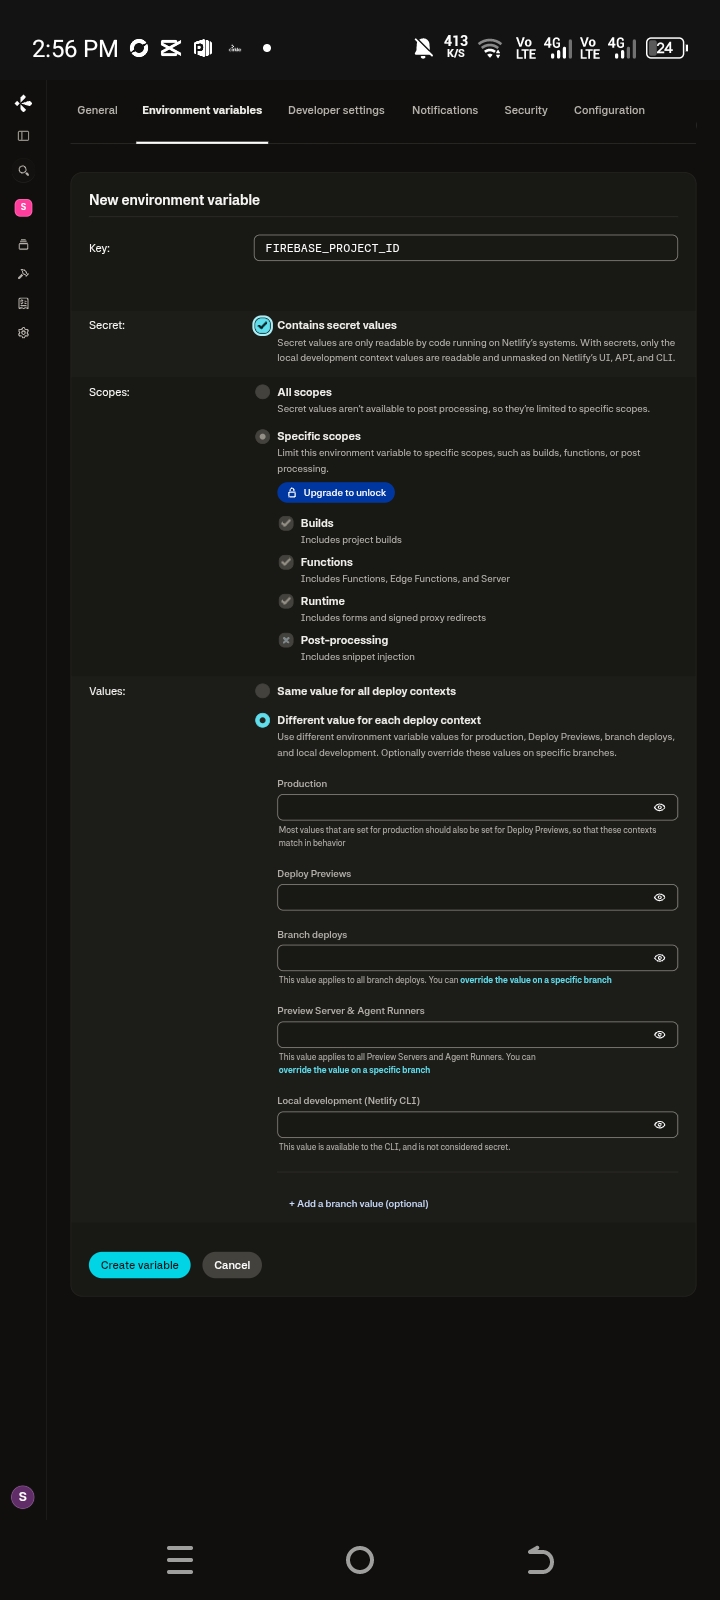 2:56 PM
413 K/S
Vo LTE 4G Vo LTE 4G
24
General Environment variables Developer settings Notifications Security Configuration
S
New environment variable
Key: FIREBASE_PROJECT_ID
Secret: Contains secret values
Secret values are only readable by code running on Netlify's systems. With secrets, only the
local development context values are readable and unmasked on Netlify's UI, API, and CLI.
Scopes: All scopes
Secret values aren't available to post processing, so they're limited to specific scopes.
Specific scopes
Limit this environment variable to specific scopes, such as builds, functions, or post
processing.
Upgrade to unlock
Builds
Includes project builds
Functions
Includes Functions, Edge Functions, and Server
Runtime
Includes forms and signed proxy redirects
Post-processing
Includes snippet injection
Values: Same value for all deploy contexts
Different value for each deploy context
Use different environment variable values for production, Deploy Previews, branch deploys,
and local development. Optionally override these values on specific branches.
Production
Most values that are set for production should also be set for Deploy Previews, so that these contexts
match in behavior
Deploy Previews
Branch deploys
This value applies to all branch deploys. You can override the value on a specific branch
Preview Server & Agent Runners
This value applies to all Preview Servers and Agent Runners. You can
override the value on a specific branch
Local development (Netlify CLI)
This value is available to the CLI, and is not considered secret.
+ Add a branch value (optional)
Create variable Cancel
S